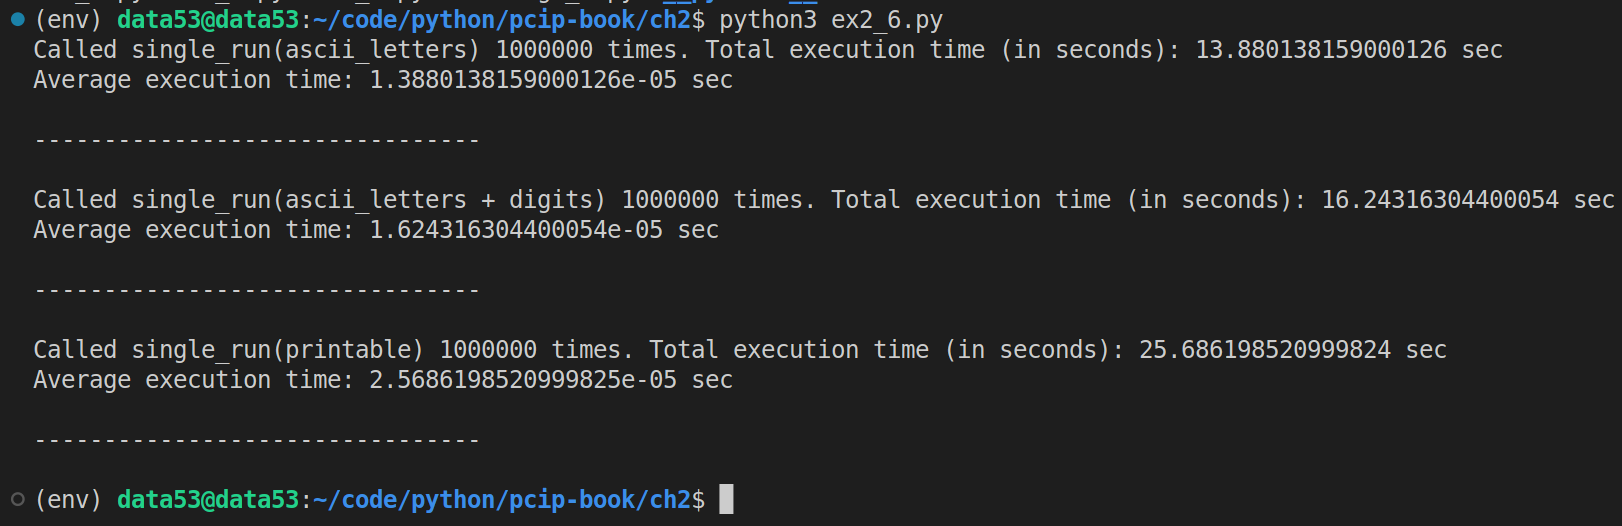 (env) data53@data53:~/code/python/pcip-book/ch2$ python3 ex2_6.py
Called single_run(ascii_letters) 1000000 times. Total execution time (in seconds): 13.880138159000126 sec
Average execution time: 1.3880138159000126e-05 sec
--------------------------------
Called single_run(ascii_letters + digits) 1000000 times. Total execution time (in seconds): 16.24316304400054 sec
Average execution time: 1.624316304400054e-05 sec
--------------------------------
Called single_run(printable) 1000000 times. Total execution time (in seconds): 25.686198520999824 sec
Average execution time: 2.5686198520999825e-05 sec
--------------------------------
(env) data53@data53:~/code/python/pcip-book/ch2$